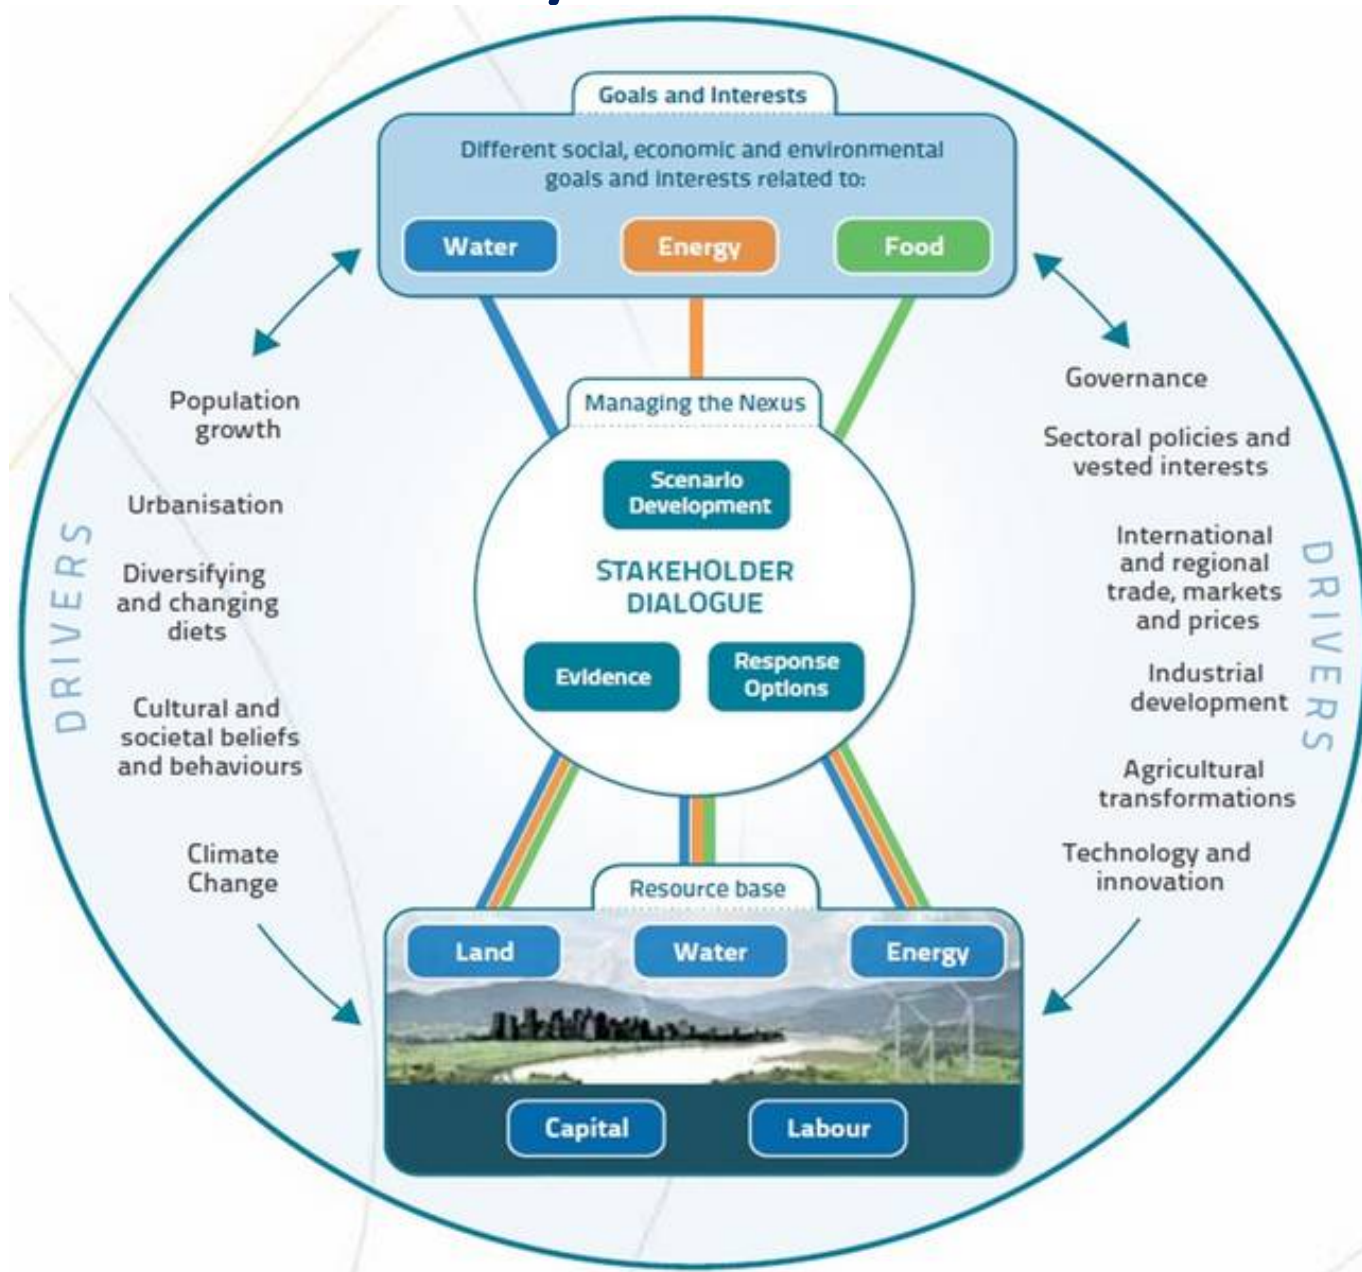 Goals and Interests
Different social, economic and environmental
goals and interests related to:
Water
Energy
Food
Managing the Nexus
Scenario
Development
STAKEHOLDER
DIALOGUE
Evidence
Response
Options
DRIVERS
Population
growth
Urbanisation
Diversifying
and changing
diets
Cultural and
societal beliefs
and behaviours
Climate
Change
Governance
Sectoral policies and
vested interests
International
and regional
trade, markets
and prices
Industrial
development
Agricultural
transformations
Technology and
innovation
DRIVERS
Resource base
Land
Water
Energy
Capital
Labour